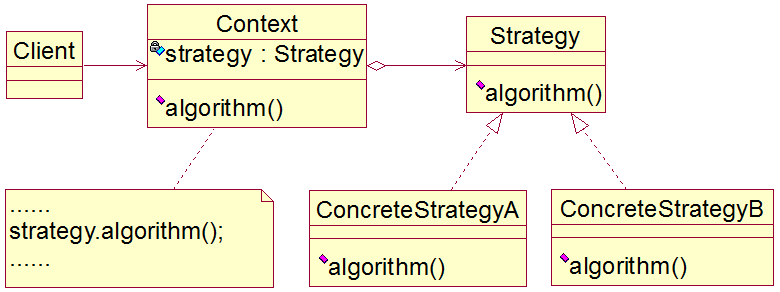 Client
Context
strategy : Strategy
algorithm()
Strategy
algorithm()
......
strategy.algorithm();
......
ConcreteStrategyA
algorithm()
ConcreteStrategyB
algorithm()